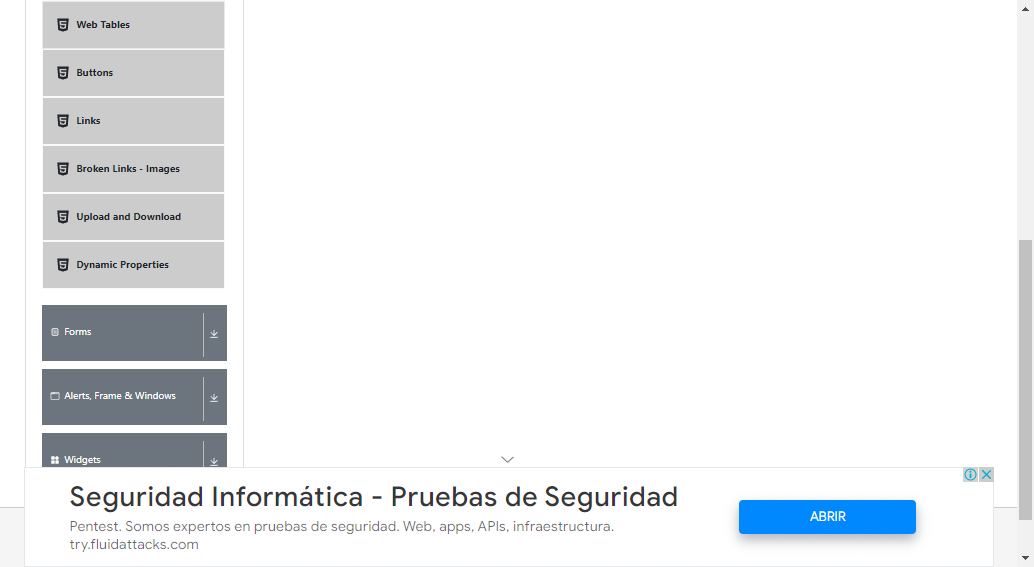 Web Tables
Buttons
Links
Broken Links - Images
Upload and Download
Dynamic Properties
Forms
Alerts, Frame & Windows
Widgets
Seguridad Informática - Pruebas de Seguridad
Pentest. Somos expertos en pruebas de seguridad. Web, apps, APIs, infraestructura.
try.fluidattacks.com
ABRIR